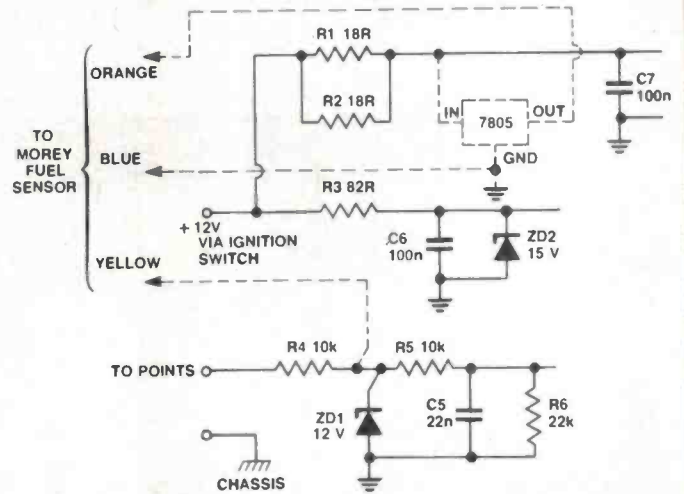 R1 18R
ORANGE
R2 18R
IN
7805
OUT
C7
100n
TO
MOREY
FUEL
SENSOR
BLUE
GND
R3 82R
+ 12V
VIA IGNITION
SWITCH
C6
100n
ZD2
15 V
YELLOW
R4 10k
R5 10k
TO POINTS
ZD1
12 V
C5
22n
R6
22k
CHASSIS